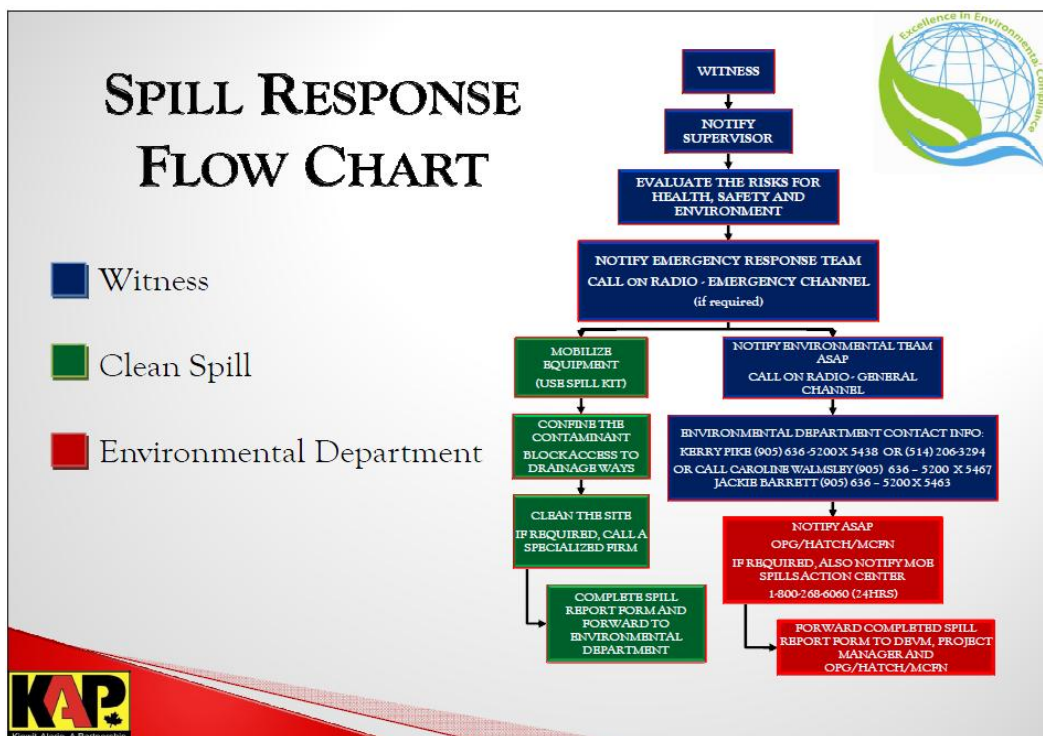 SPILL RESPONSE
FLOW CHART
Witness
Clean Spill
Environmental Department
Excellence in Environmental Compliance
WITNESS
NOTIFY
SUPERVISOR
EVALUATE THE RISKS FOR
HEALTH, SAFETY AND
ENVIRONMENT
NOTIFY EMERGENCY RESPONSE TEAM
CALL ON RADIO - EMERGENCY CHANNEL
(if required)
MOBILIZE
EQUIPMENT
(USE SPILL KIT)
CONFINE THE
CONTAMINANT
BLOCK ACCESS TO
DRAINAGE WAYS
CLEAN THE SITE
IF REQUIRED, CALL A
SPECIALIZED FIRM
COMPLETE SPILL
REPORT FORM AND
FORWARD TO
ENVIRONMENTAL
DEPARTMENT
NOTIFY ENVIRONMENTAL TEAM
ASAP
CALL ON RADIO - GENERAL
CHANNEL
ENVIRONMENTAL DEPARTMENT CONTACT INFO:
KERRY PIKE (905) 636-5200 X 5438 OR (514) 206-3294
OR CALL CAROLINE WALMSLEY (905) 636 – 5200 X 5467
JACKIE BARRETT (905) 636 – 5200 X 5463
NOTIFY ASAP
OPG/HATCH/MCFN
IF REQUIRED, ALSO NOTIFY MOE
SPILLS ACTION CENTER
1-800-268-6060 (24HRS)
FORWARD COMPLETED SPILL
REPORT FORM TO DEVM, PROJECT
MANAGER AND
OPG/HATCH/MCFN
KAP
A Partnership